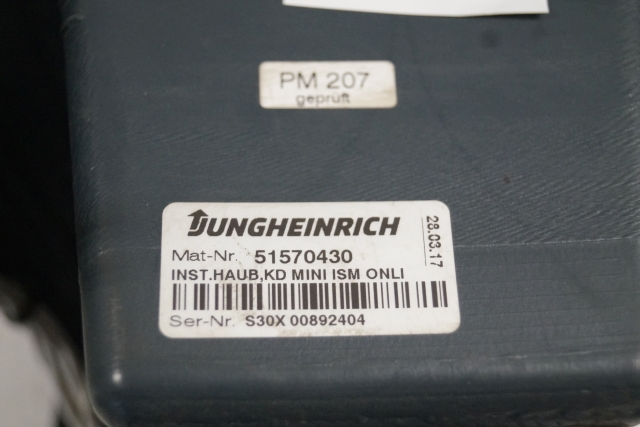 PM 207
geprüft
JUNGHEINRICH
28.03.17
Mat-Nr. 51570430
INST.HAUB,KD MINI ISM ONLI
Ser-Nr. S30X 00892404